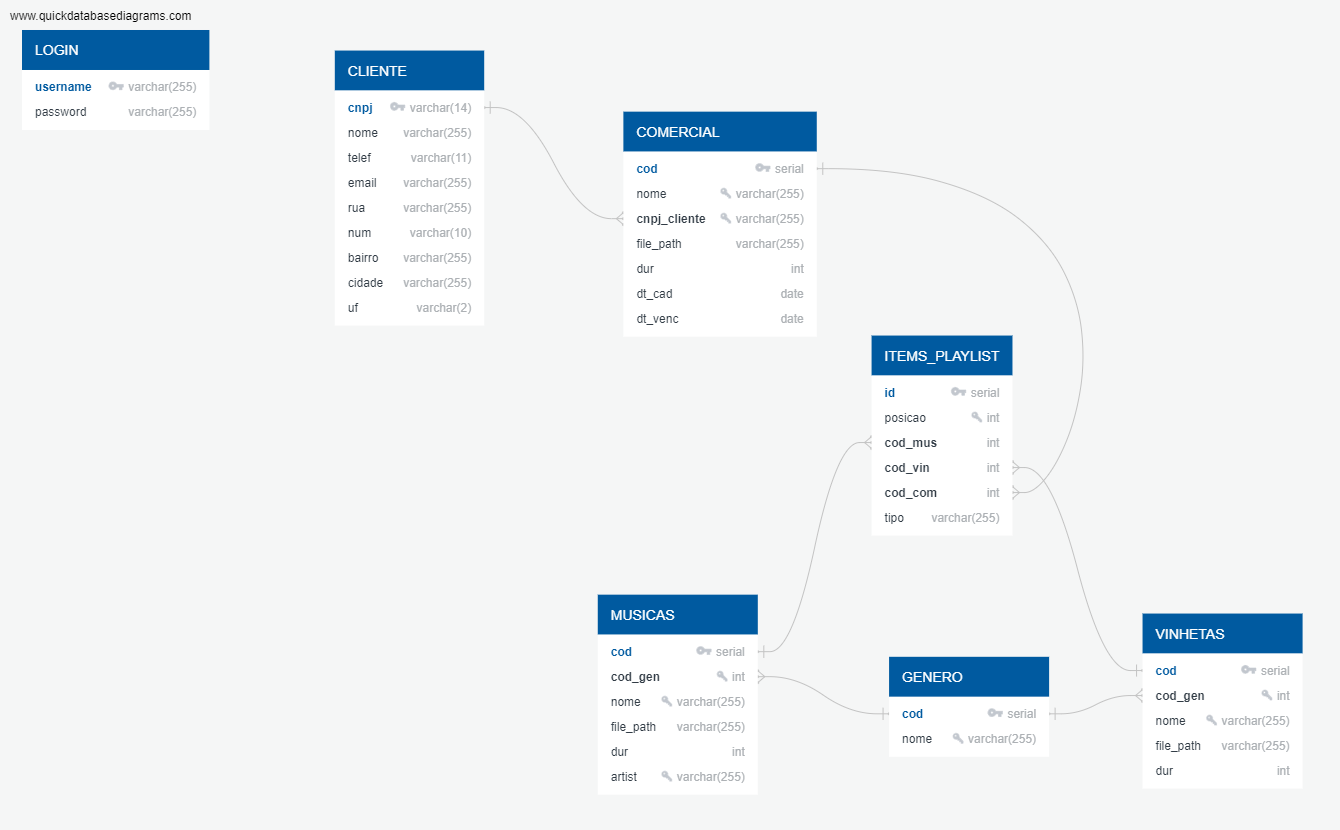 www.quickdatabasediagrams.com
LOGIN
username varchar(255)
password varchar(255)
CLIENTE
cnpj varchar(14)
nome varchar(255)
telef varchar(11)
email varchar(255)
rua varchar(255)
num varchar(10)
bairro varchar(255)
cidade varchar(255)
uf varchar(2)
COMERCIAL
cod serial
nome varchar(255)
cnpj_cliente varchar(255)
file_path varchar(255)
dur int
dt_cad date
dt_venc date
ITEMS_PLAYLIST
id serial
posicao int
cod_mus int
cod_vin int
cod_com int
tipo varchar(255)
MUSICAS
cod serial
cod_gen int
nome varchar(255)
file_path varchar(255)
dur int
artist varchar(255)
GENERO
cod serial
nome varchar(255)
VINHETAS
cod serial
cod_gen int
nome varchar(255)
file_path varchar(255)
dur int